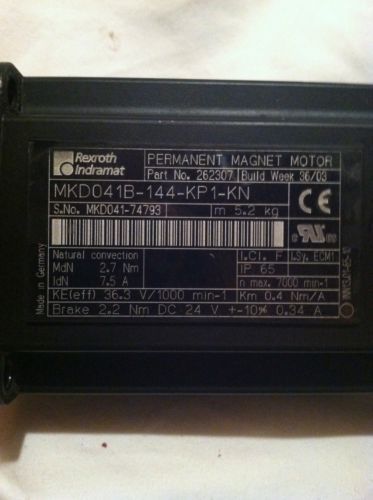 Rexroth
Indramat
PERMANENT MAGNET MOTOR
Part No. 262307 Build Week 36/03
MKD041B-144-KP1-KN
S.No. MKD041-74793 m 5.2 kg
CE
Natural convection I.Cl. F I.Sy. ECMT
MdN 2.7 Nm IP 65
IdN 7.5 A n max. 7000 min-1
KE(eff) 36.3 V/1000 min-1 Km 0.4 Nm/A
Brake 2.2 Nm DC 24 V +-10% 0.34 A
Made in Germany